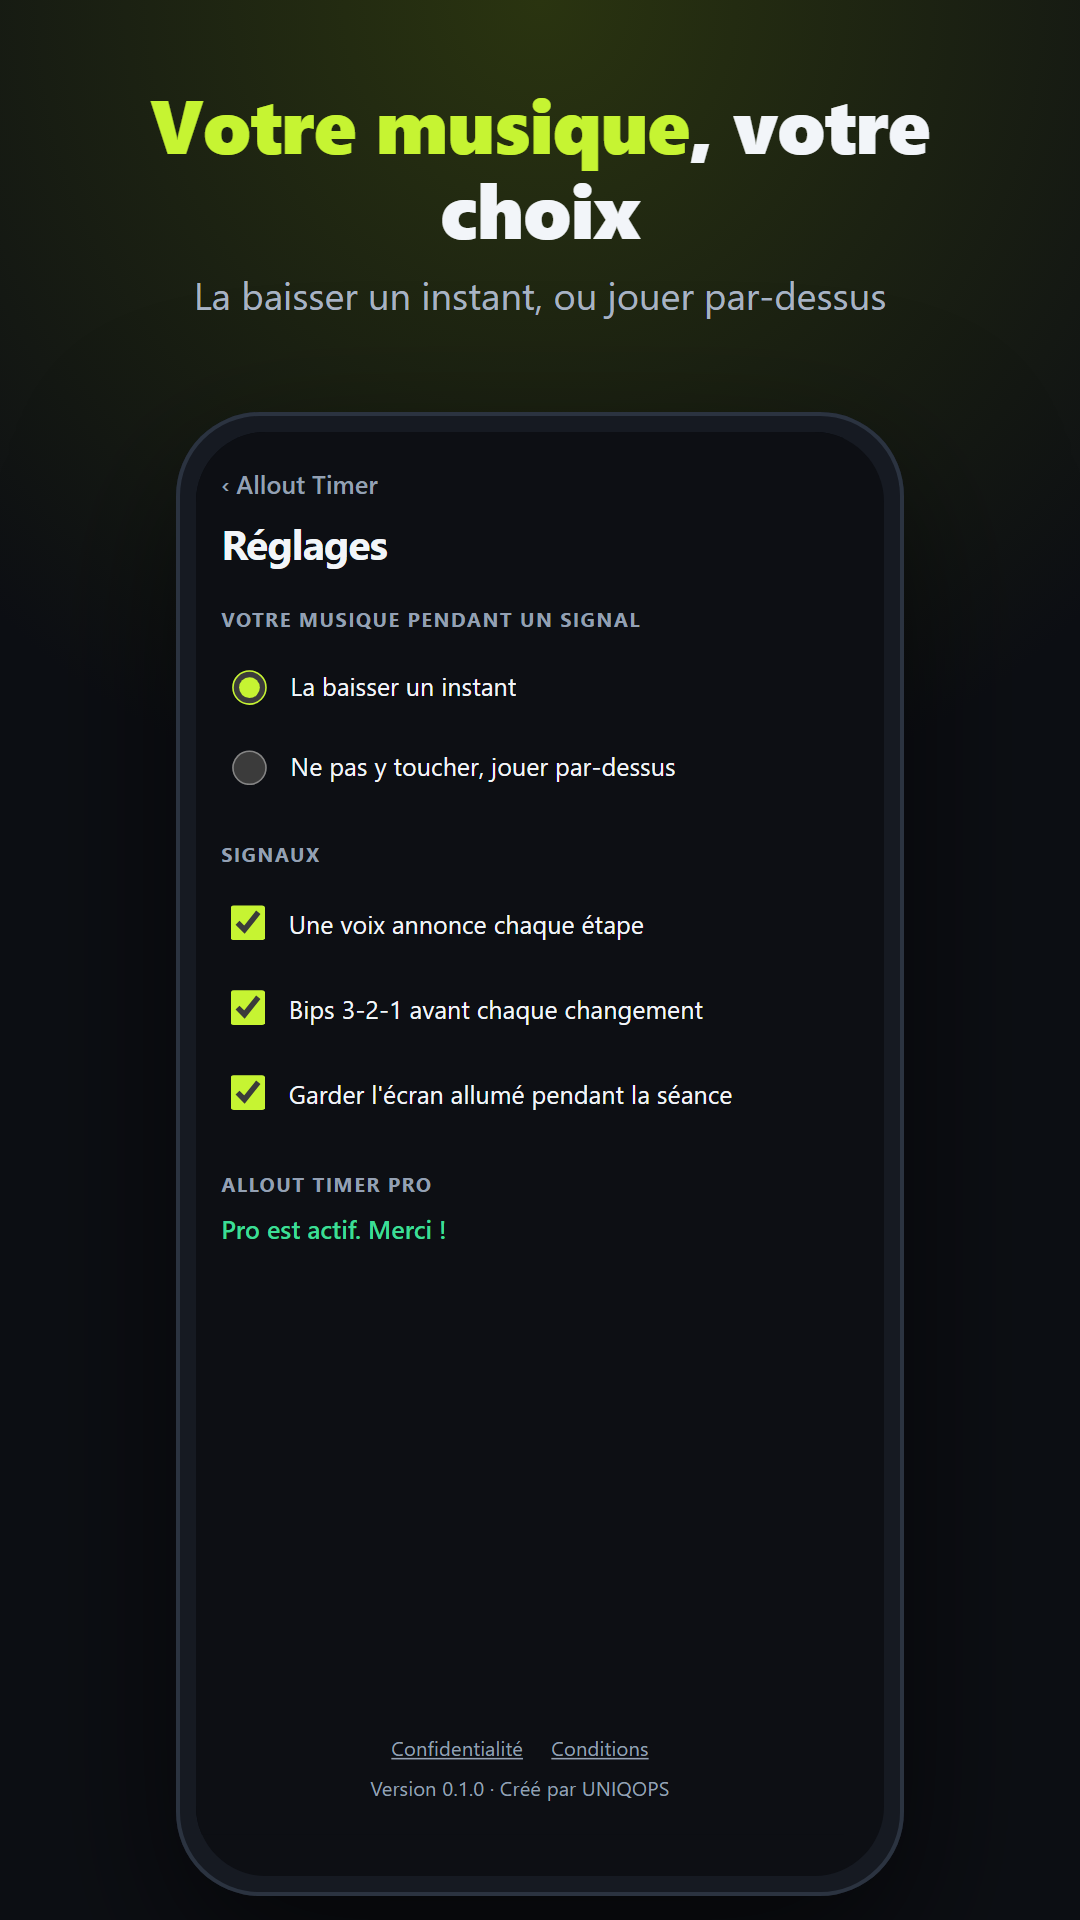 Votre musique, votre
choix
La baisser un instant, ou jouer par-dessus
‹ Allout Timer
Réglages
VOTRE MUSIQUE PENDANT UN SIGNAL
La baisser un instant
Ne pas y toucher, jouer par-dessus
SIGNAUX
Une voix annonce chaque étape
Bips 3-2-1 avant chaque changement
Garder l'écran allumé pendant la séance
ALLOUT TIMER PRO
Pro est actif. Merci !
Confidentialité Conditions
Version 0.1.0 · Créé par UNIQOPS